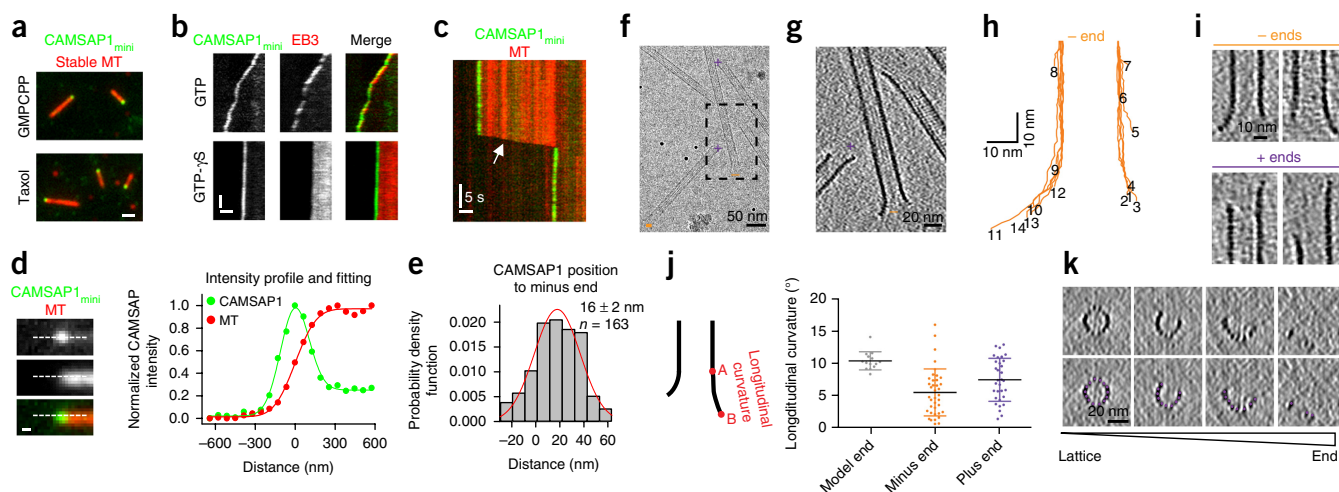 a
CAMSAP1mini
Stable MT
GMPCPP
Taxol
b
CAMSAP1mini EB3 Merge
GTP
GTP-γS
c
CAMSAP1mini
MT
5 s
d
CAMSAP1mini
MT
Intensity profile and fitting
CAMSAP1
MT
Normalized CAMSAP
intensity
1.0
0.8
0.6
0.4
0.2
0.0
–600 –300 0 300 600
Distance (nm)
e
CAMSAP1 position
to minus end
16 ± 2 nm
n = 163
Probability density
function
0.020
0.015
0.010
0.005
0.000
–20 0 20 40 60
Distance (nm)
f
+
+
50 nm
g
+
20 nm
h
– end
10 nm
10 nm
8
7
6
5
9
12
10
13
14
11
4
1
2
3
i
– ends
10 nm
+ ends
j
A
B
Longitudinal
curvature
Longditudinal curvature (°)
20
15
10
5
0
Model end
Minus end
Plus end
k
20 nm
Lattice End